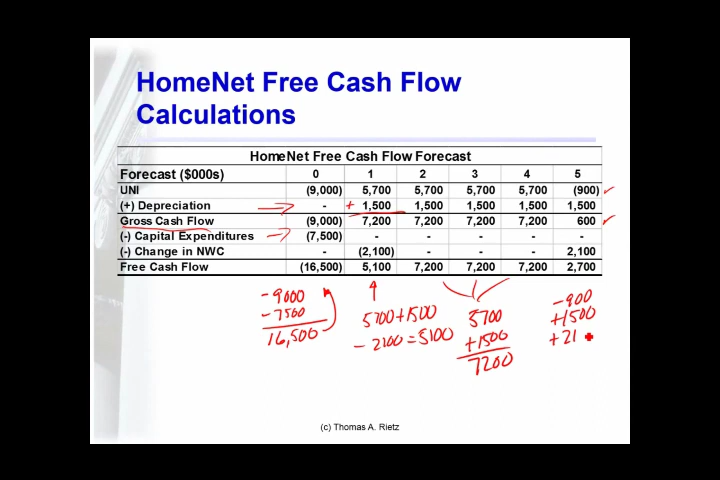 HomeNet Free Cash Flow
Calculations
HomeNet Free Cash Flow Forecast
Forecast ($000s) 0 1 2 3 4 5
UNI (9,000) 5,700 5,700 5,700 5,700 (900)
(+) Depreciation - + 1,500 1,500 1,500 1,500 1,500
Gross Cash Flow (9,000) 7,200 7,200 7,200 7,200 600
(-) Capital Expenditures (7,500) - - - - -
(-) Change in NWC - (2,100) - - - 2,100
Free Cash Flow (16,500) 5,100 7,200 7,200 7,200 2,700
-9000
-7500
16,500
5700+1500
- 2100 = 5100
5700
+1500
7200
-900
+1500
+21
(c) Thomas A. Rietz